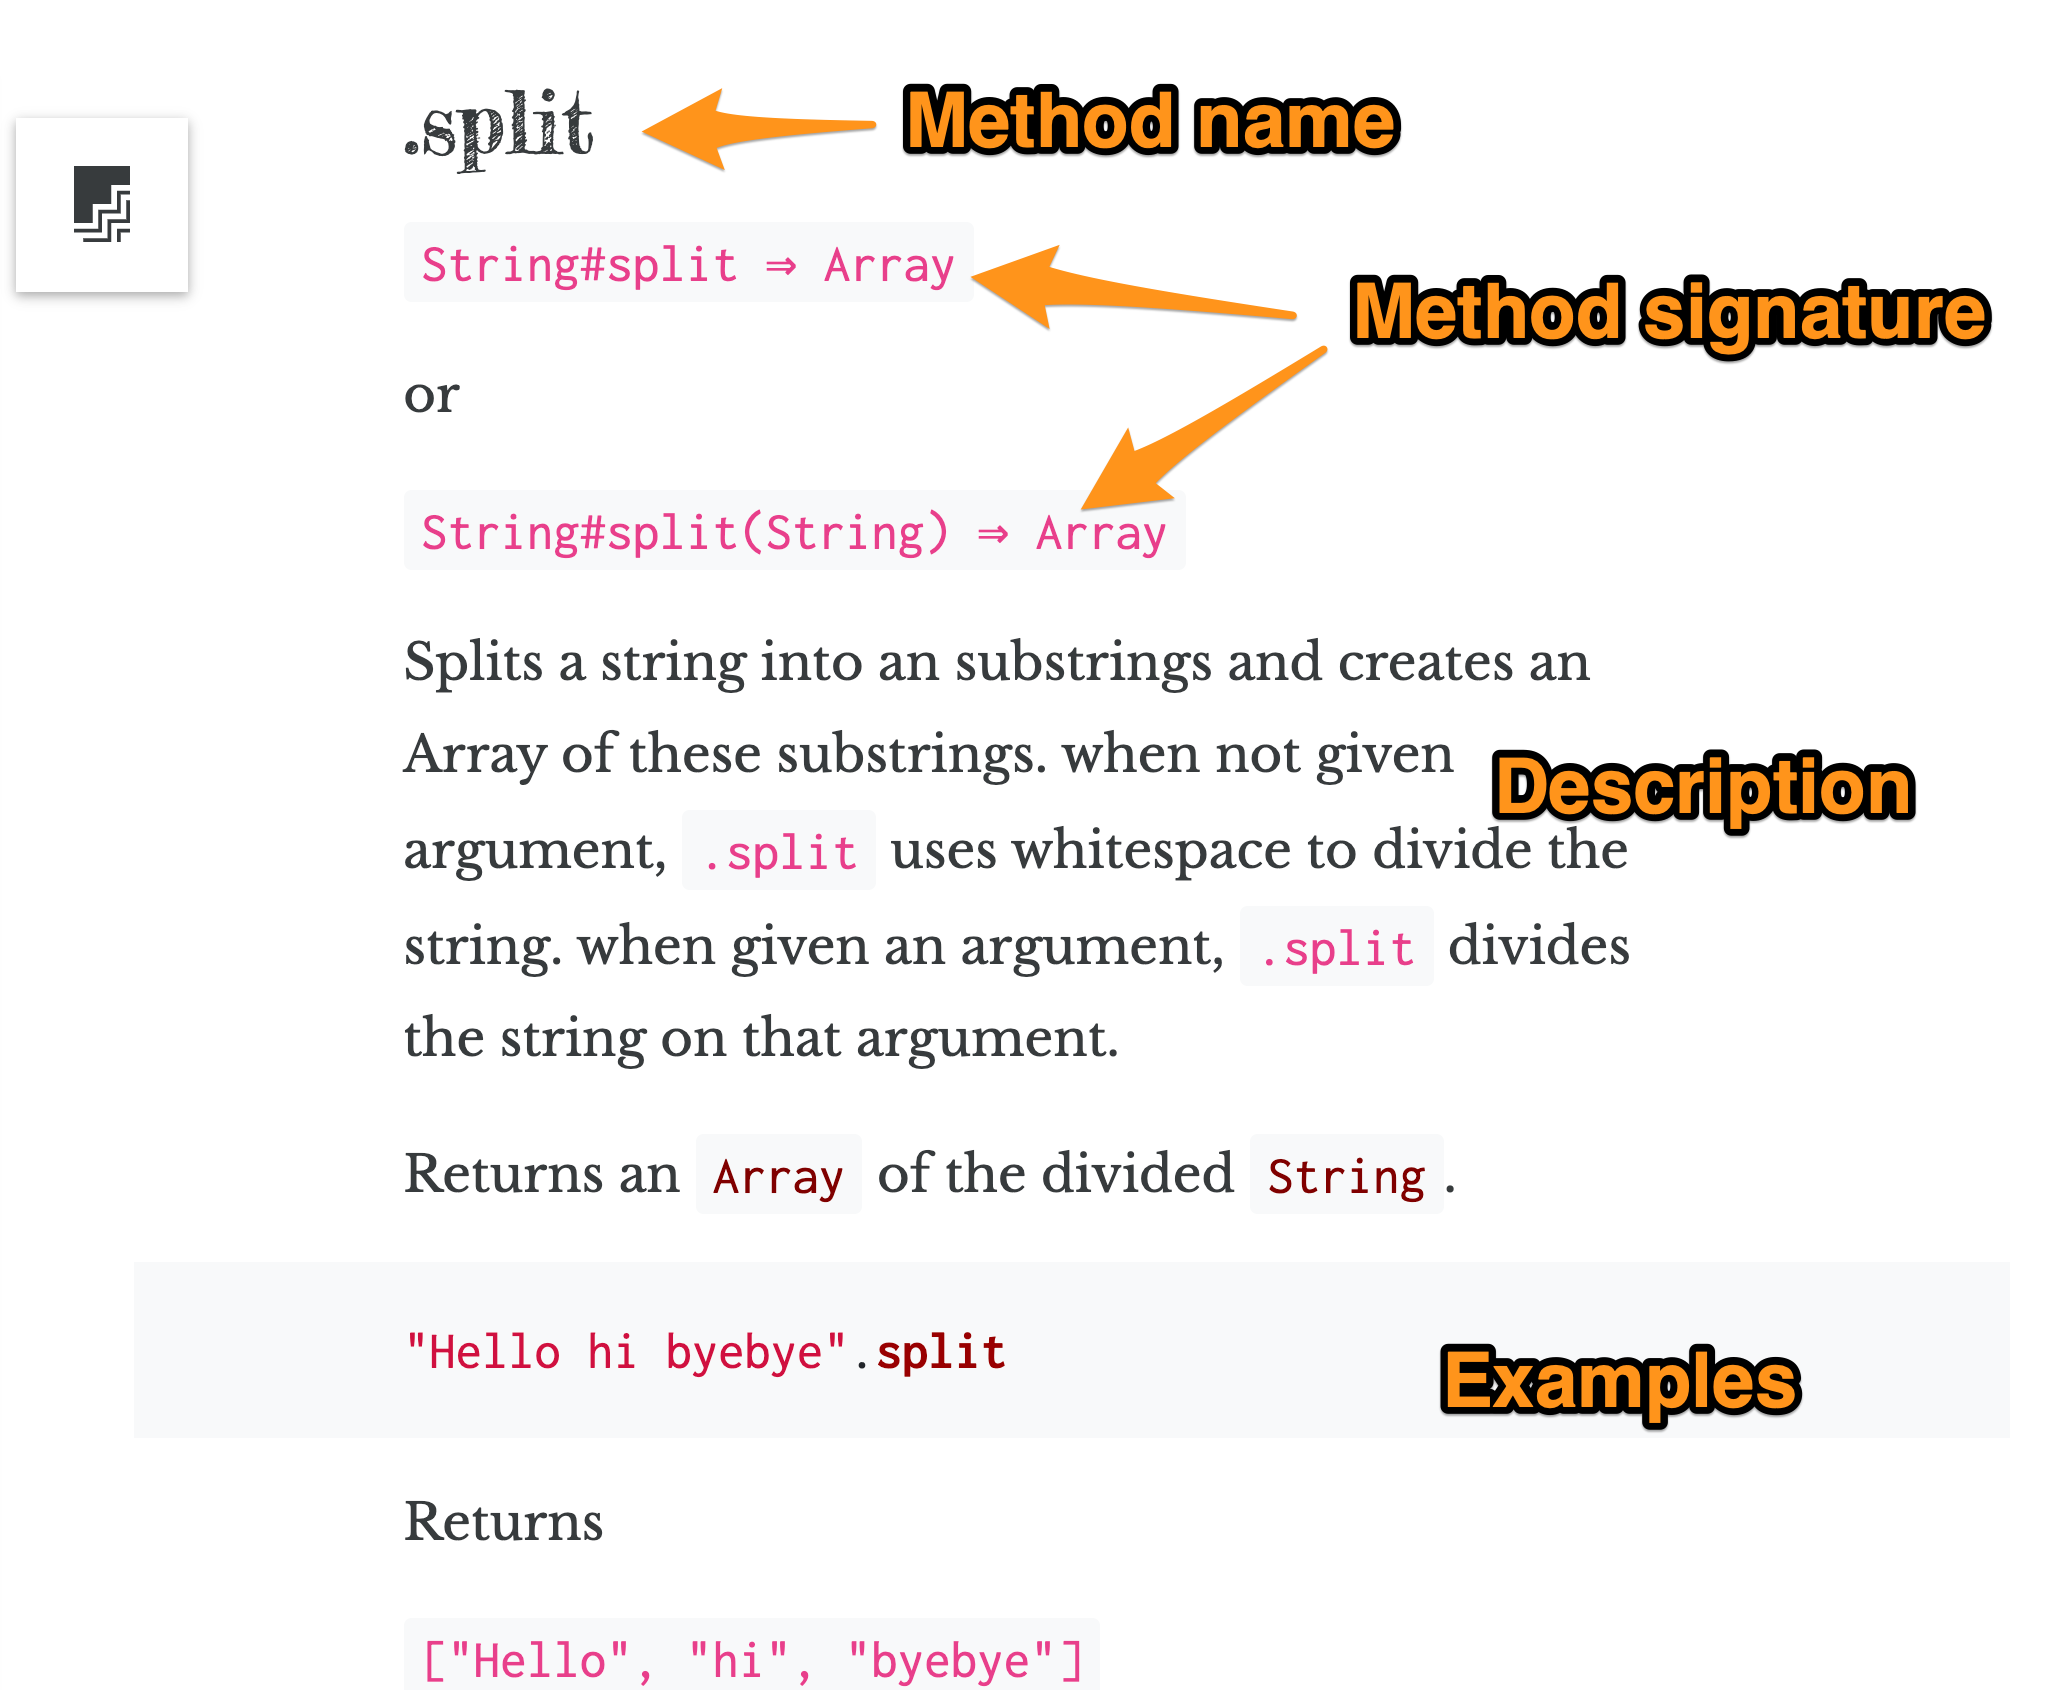 .split
Method name
String#split ⇒ Array
Method signature
or
String#split(String) ⇒ Array
Splits a string into an substrings and creates an
Array of these substrings. when not given
Description
argument, .split uses whitespace to divide the
string. when given an argument, .split divides
the string on that argument.
Returns an Array of the divided String.
"Hello hi byebye".split
Examples
Returns
["Hello", "hi", "byebye"]